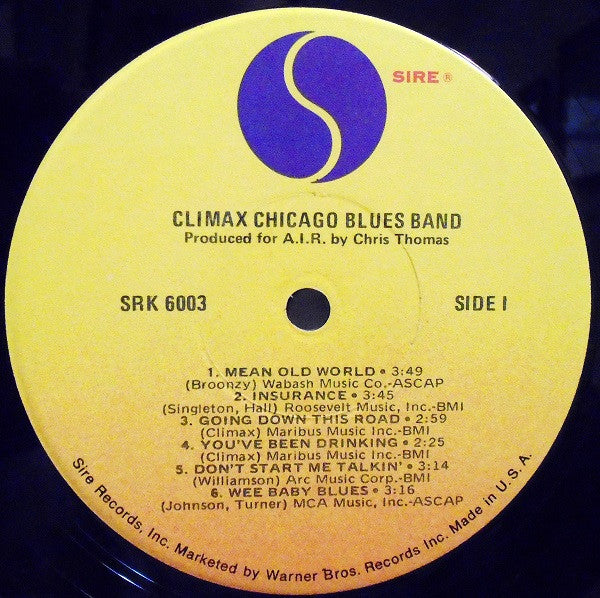 SIRE ®
CLIMAX CHICAGO BLUES BAND
Produced for A.I.R. by Chris Thomas
SRK 6003
SIDE I
1. MEAN OLD WORLD • 3:49
(Broonzy) Wabash Music Co.-ASCAP
2. INSURANCE • 3:45
(Singleton, Hall) Roosevelt Music, Inc.-BMI
3. GOING DOWN THIS ROAD • 2:59
(Climax) Maribus Music Inc.-BMI
4. YOU'VE BEEN DRINKING • 2:25
(Climax) Maribus Music Inc.-BMI
5. DON'T START ME TALKIN' • 3:14
(Williamson) Arc Music Corp.-BMI
6. WEE BABY BLUES • 3:16
(Johnson, Turner) MCA Music, Inc.-ASCAP
Sire Records, Inc. Marketed by Warner Bros. Records Inc. Made in U.S.A.